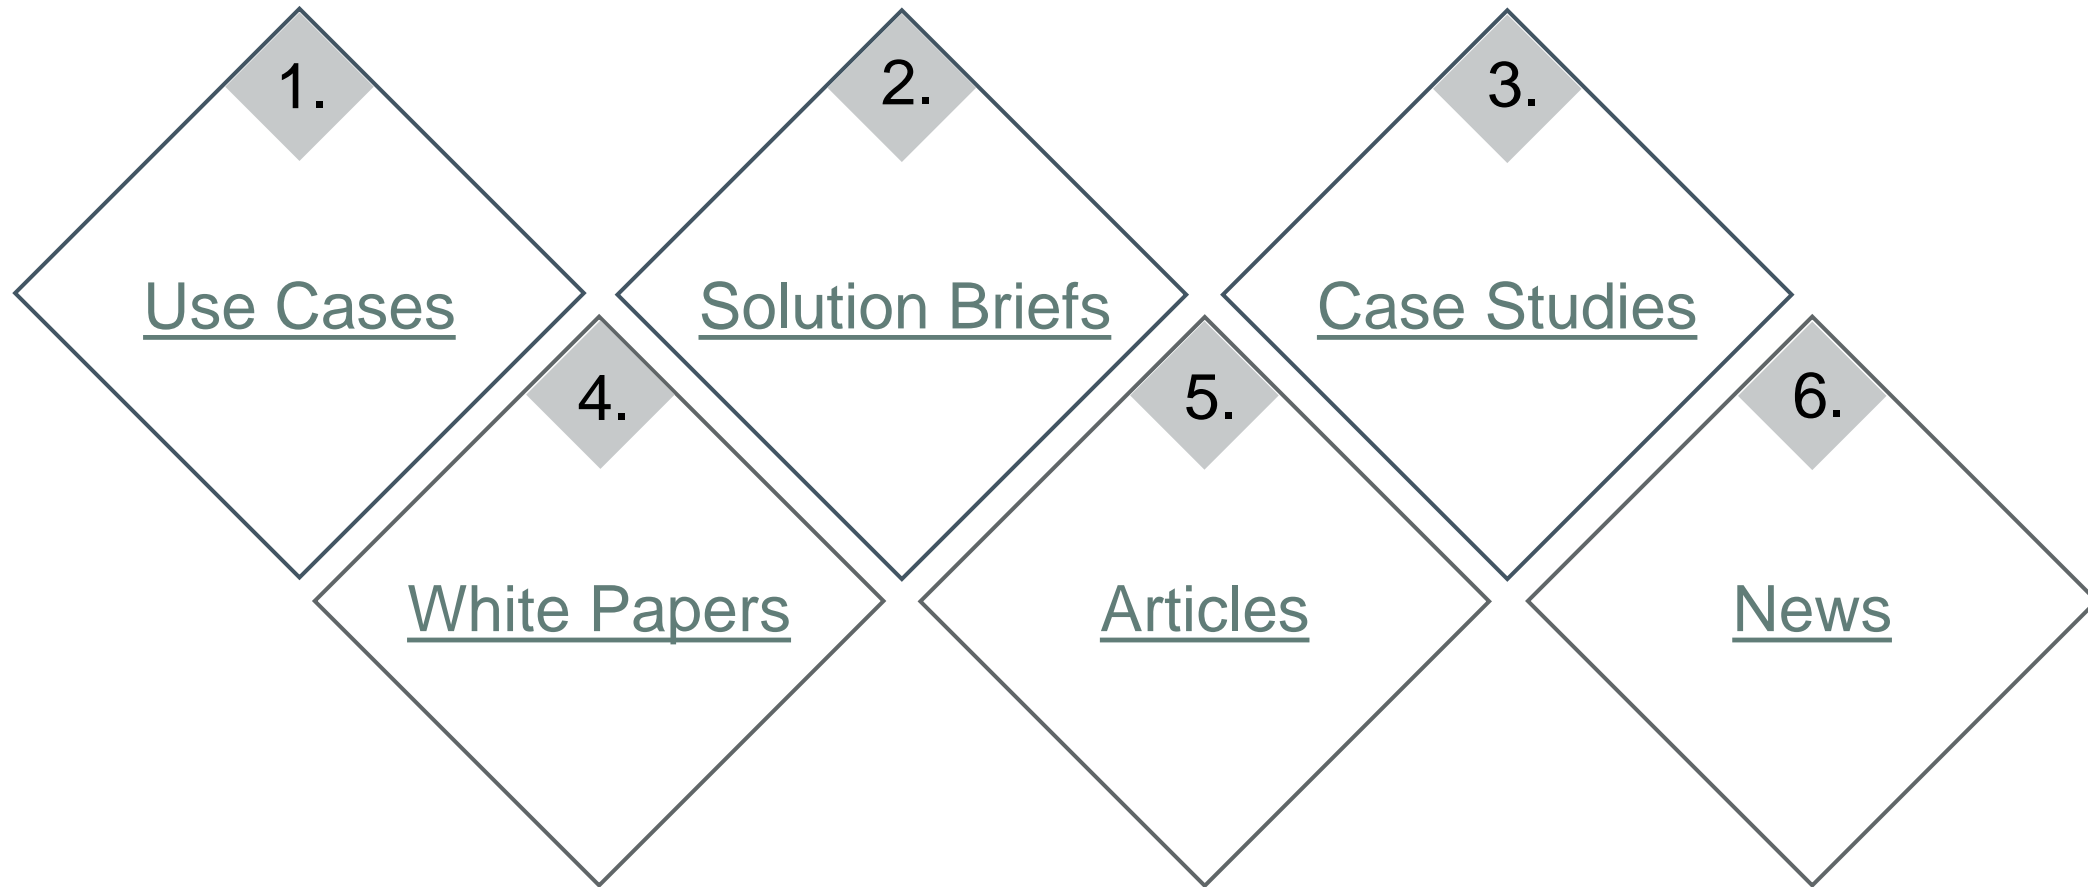 1.
Use Cases
2.
Solution Briefs
3.
Case Studies
4.
White Papers
5.
Articles
6.
News